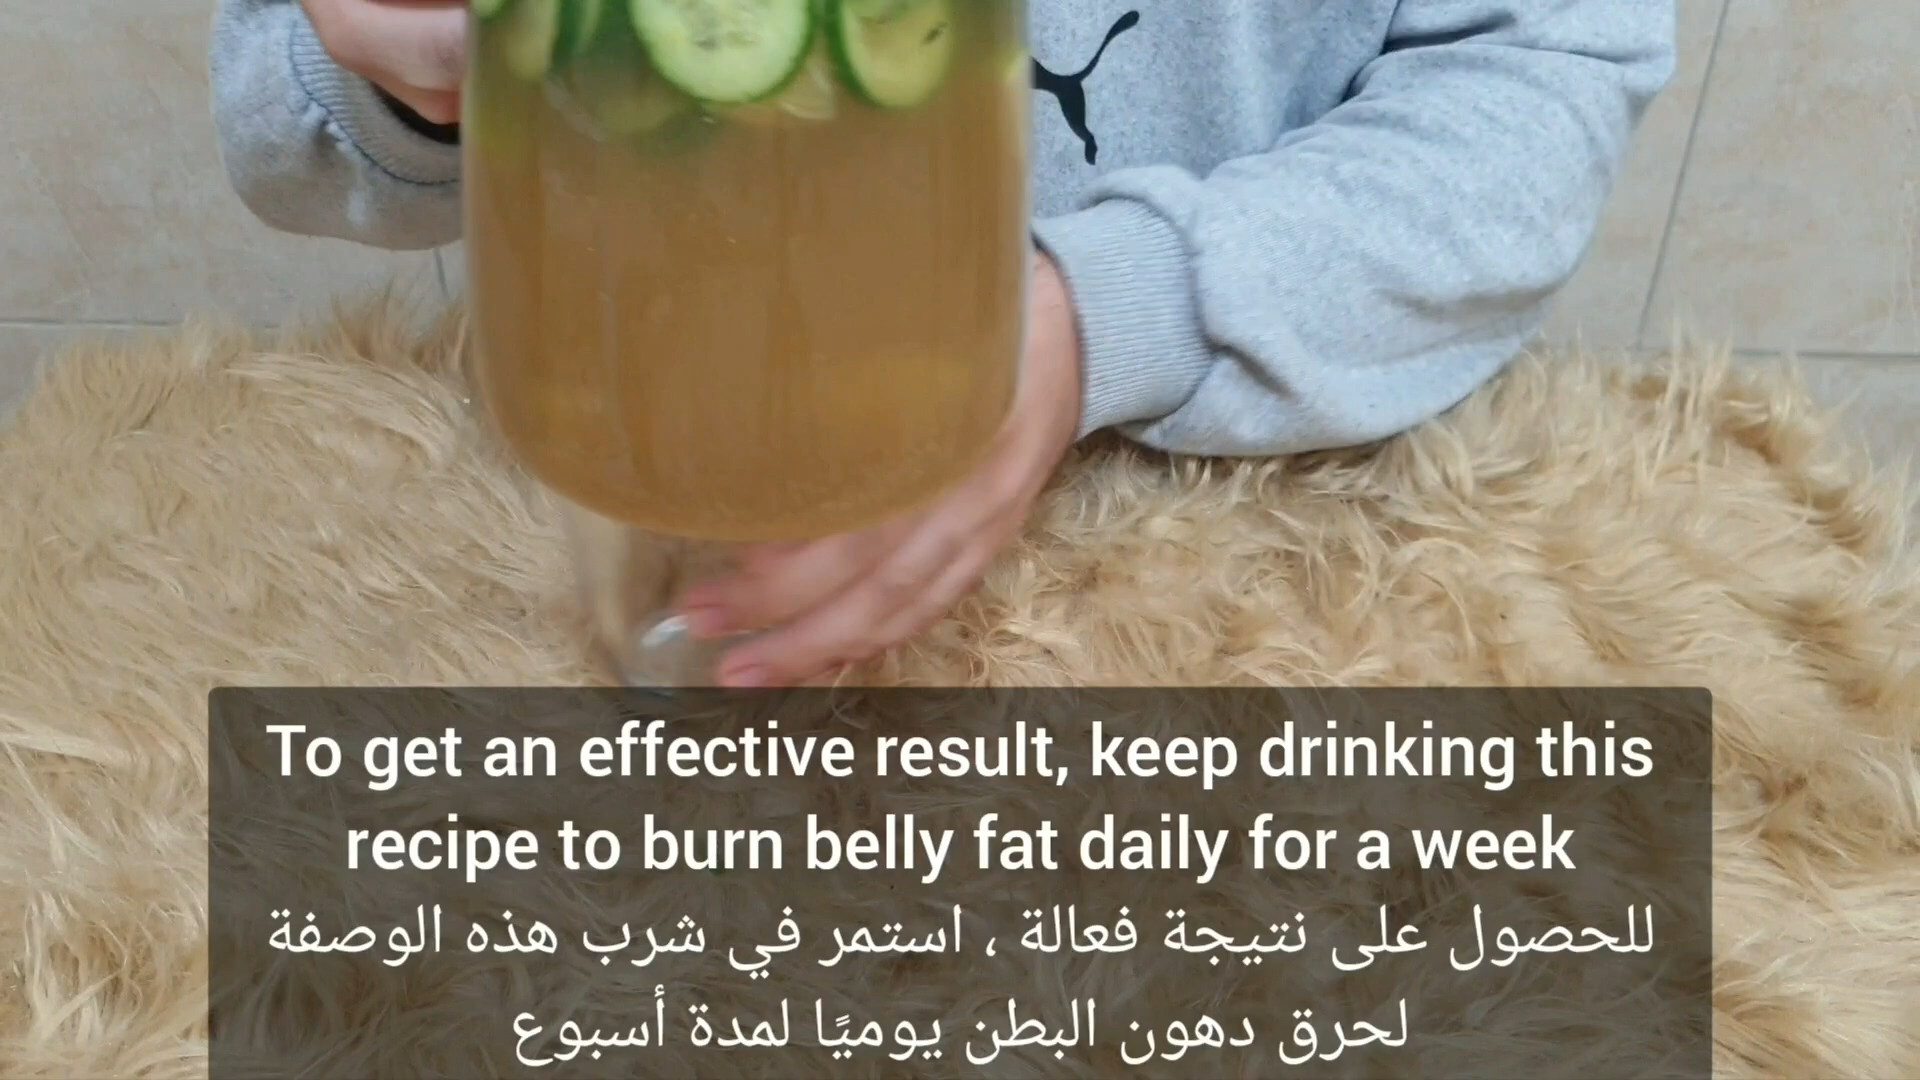 To get an effective result, keep drinking this
recipe to burn belly fat daily for a week
للحصول على نتيجة فعالة ، استمر في شرب هذه الوصفة
لحرق دهون البطن يوميًا لمدة أسبوع